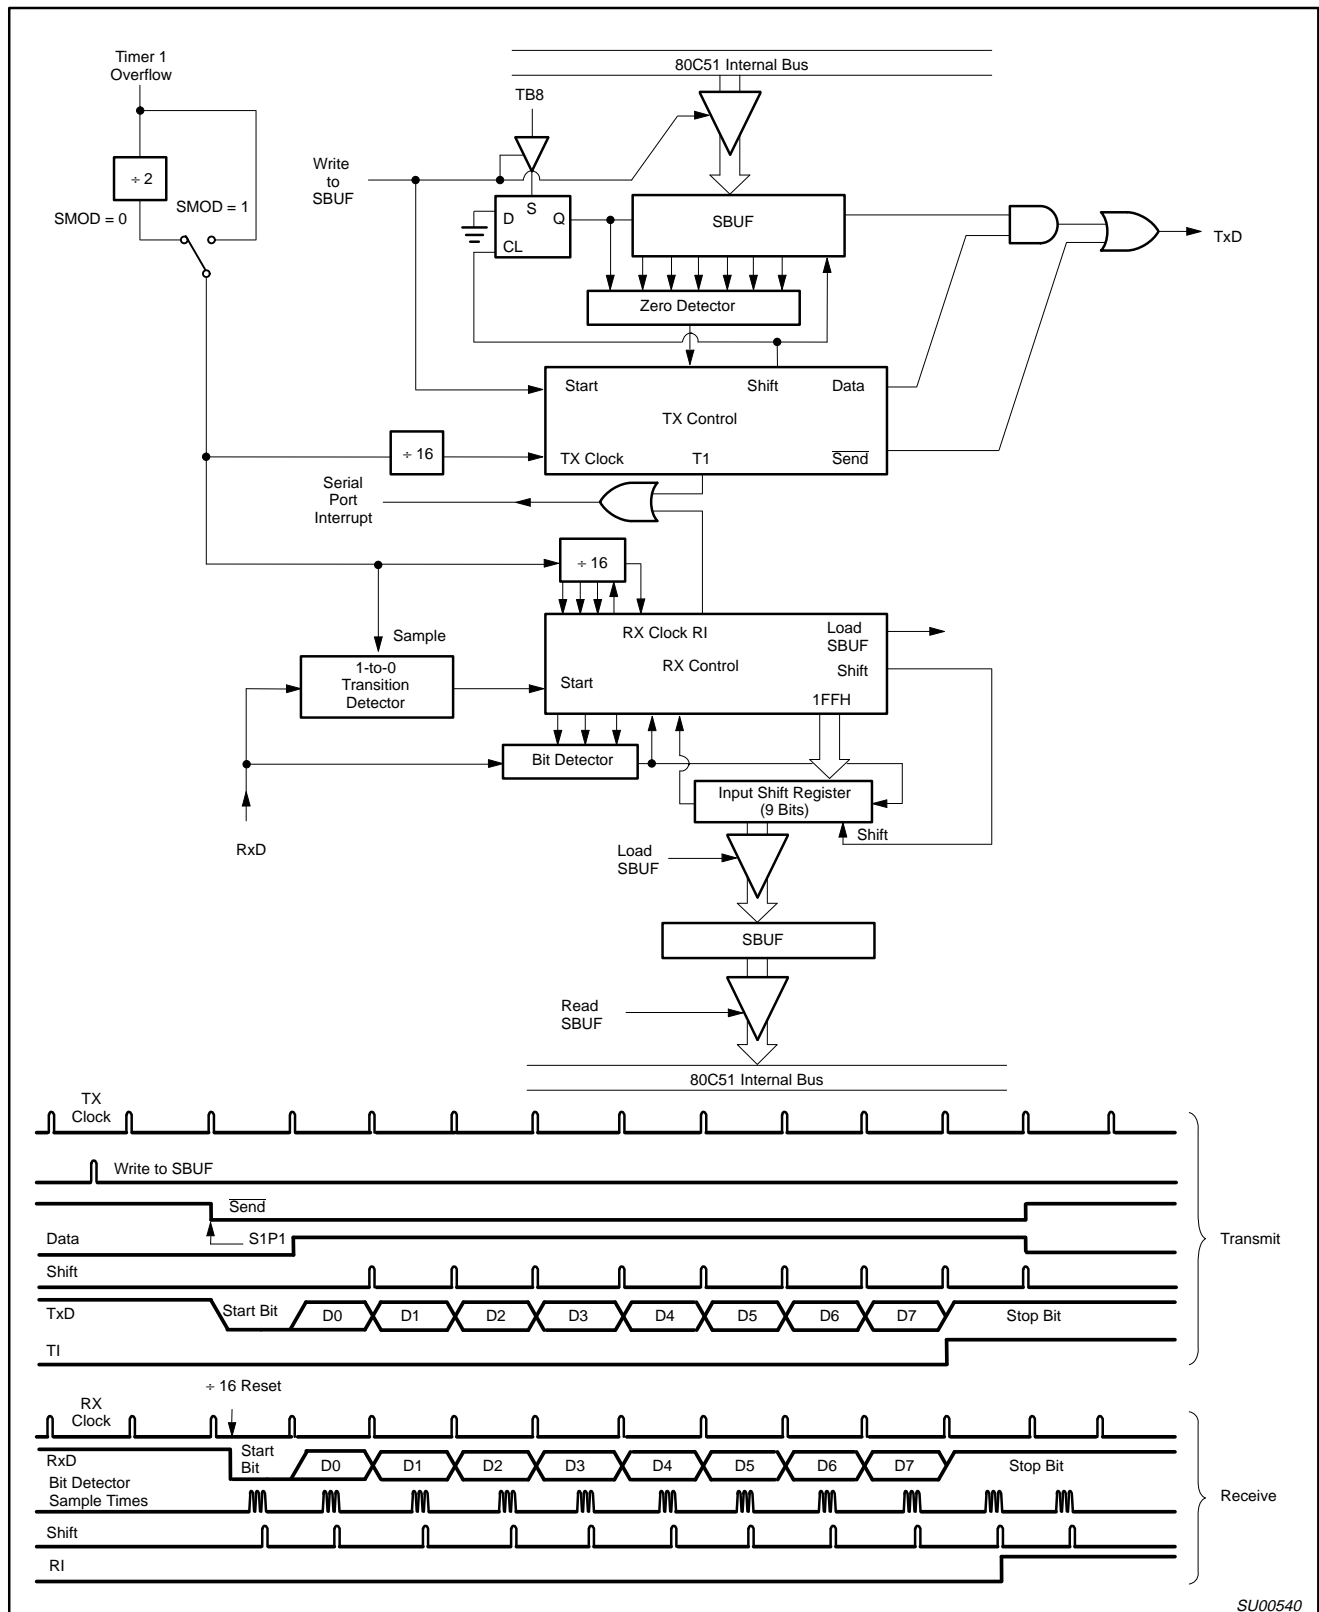 Timer 1
Overflow
80C51 Internal Bus
TB8
÷ 2
Write
to
SBUF
SMOD = 0
SMOD = 1
D
S
Q
CL
SBUF
TxD
Zero Detector
Start
Shift
Data
TX Control
÷ 16
TX Clock
T1
Send
Serial
Port
Interrupt
÷ 16
Sample
RX Clock RI
Load
SBUF
RX Control
Shift
1-to-0
Transition
Detector
Start
1FFH
Bit Detector
Input Shift Register
(9 Bits)
Shift
RxD
Load
SBUF
SBUF
Read
SBUF
80C51 Internal Bus
TX
Clock
Write to SBUF
Send
S1P1
Data
Transmit
Shift
TxD
Start Bit
D0
D1
D2
D3
D4
D5
D6
D7
Stop Bit
TI
÷ 16 Reset
RX
Clock
RxD
Start
Bit
D0
D1
D2
D3
D4
D5
D6
D7
Stop Bit
Bit Detector
Sample Times
Receive
Shift
RI
SU00540